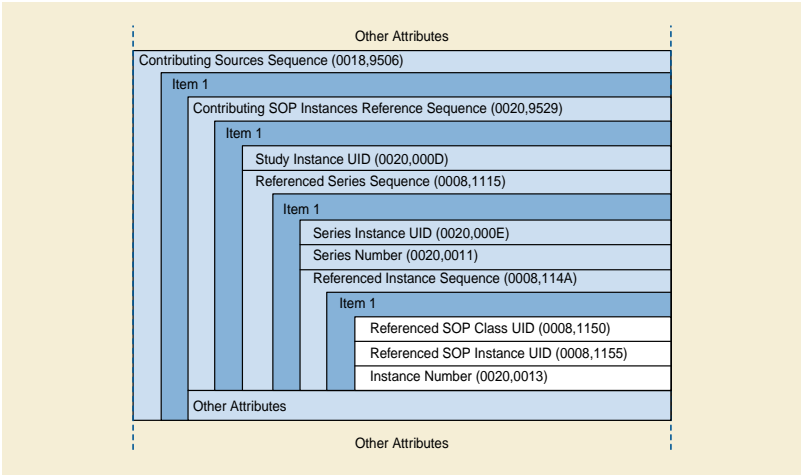 Other Attributes
Contributing Sources Sequence (0018,9506)
Item 1
Contributing SOP Instances Reference Sequence (0020,9529)
Item 1
Study Instance UID (0020,000D)
Referenced Series Sequence (0008,1115)
Item 1
Series Instance UID (0020,000E)
Series Number (0020,0011)
Referenced Instance Sequence (0008,114A)
Item 1
Referenced SOP Class UID (0008,1150)
Referenced SOP Instance UID (0008,1155)
Instance Number (0020,0013)
Other Attributes
Other Attributes